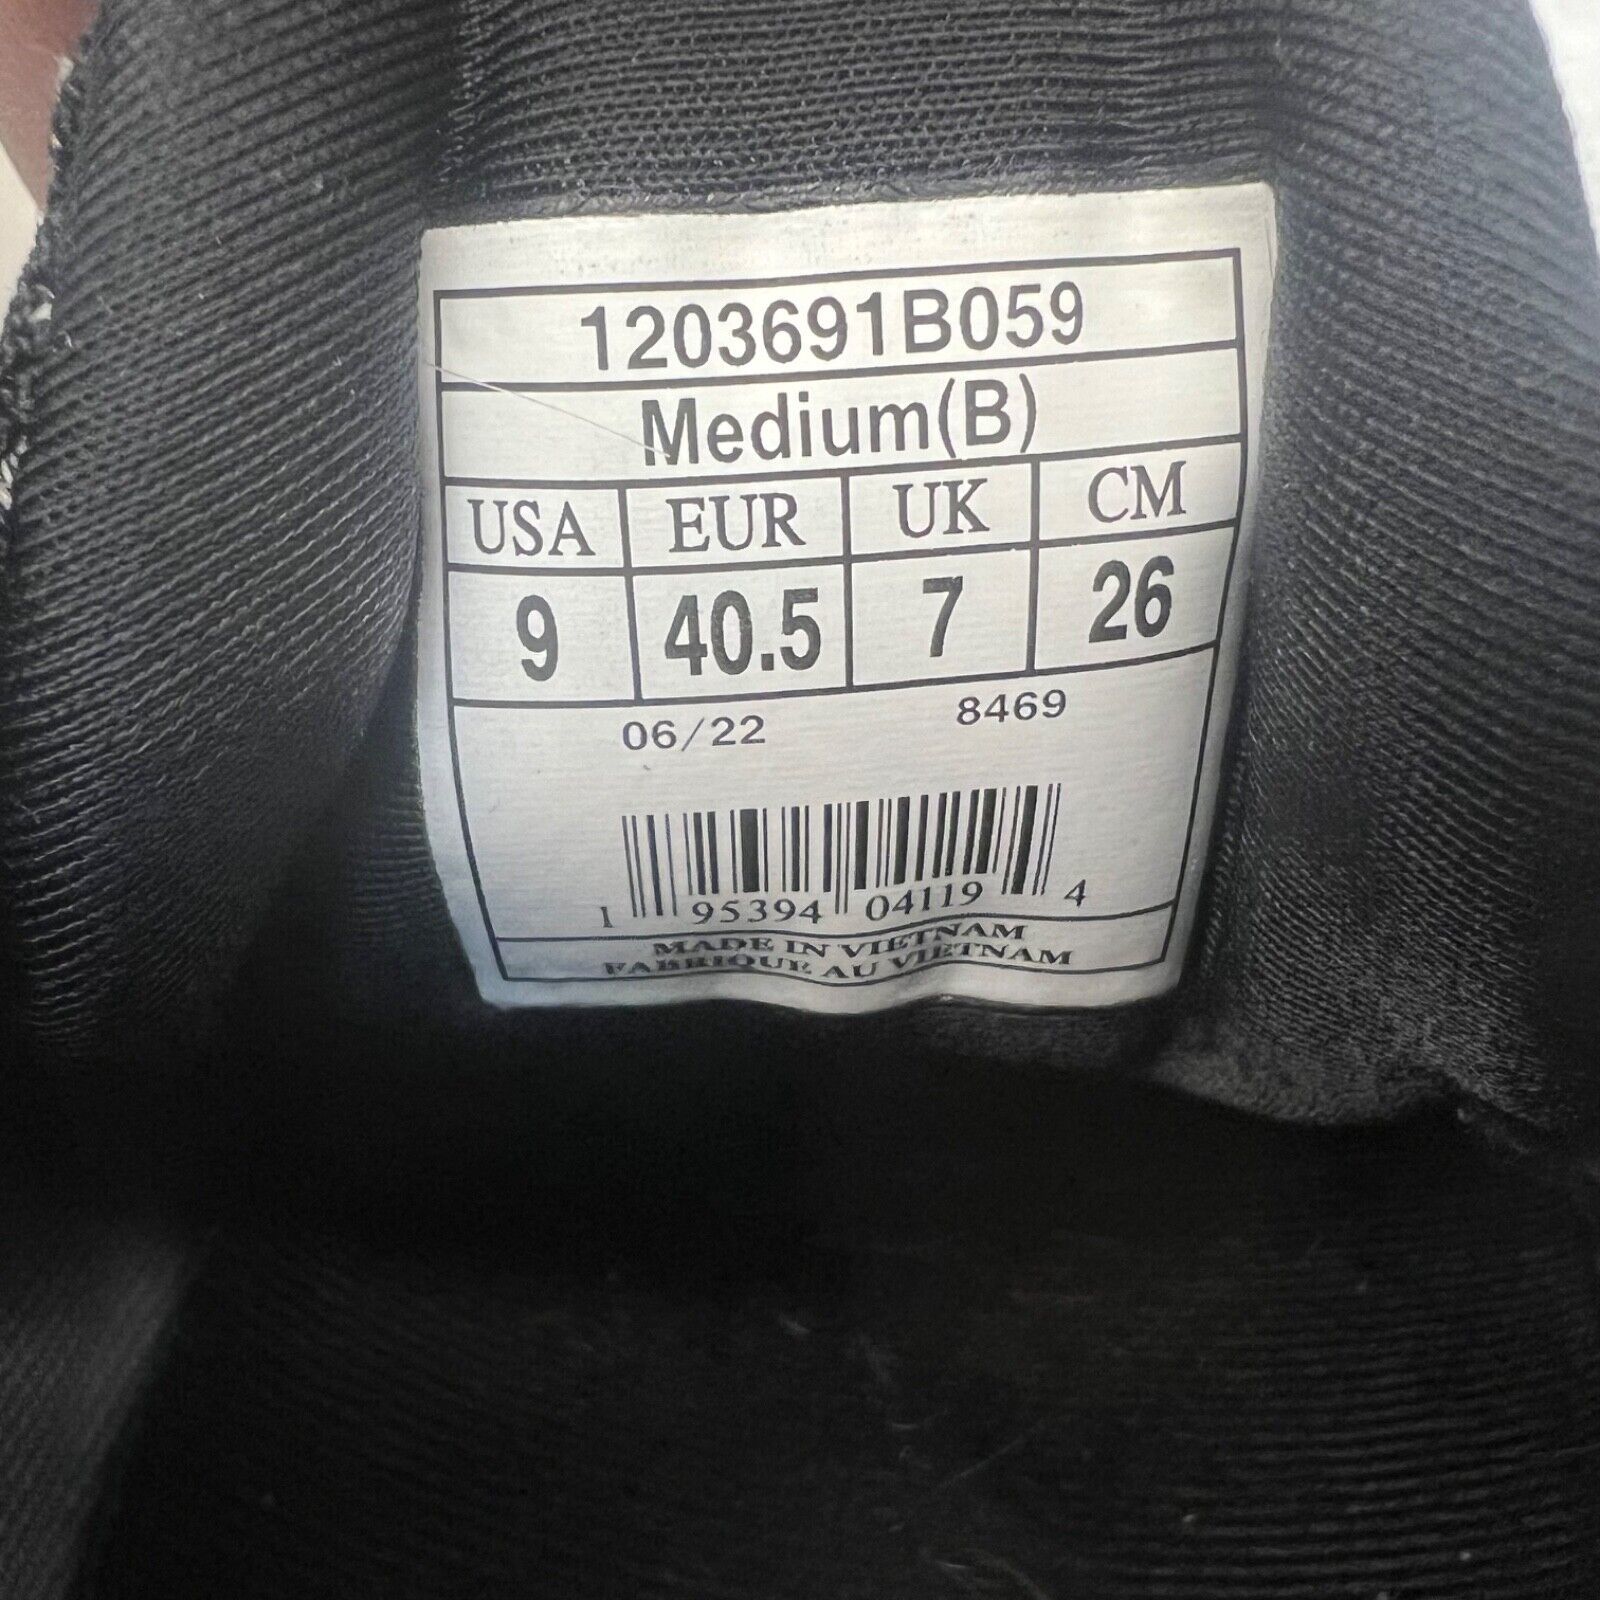 1203691B059
Medium(B)
USA EUR UK CM
9 40.5 7 26
06/22 8469
1 95394 04119 4
MADE IN VIETNAM
FABRIQUE AU VIETNAM